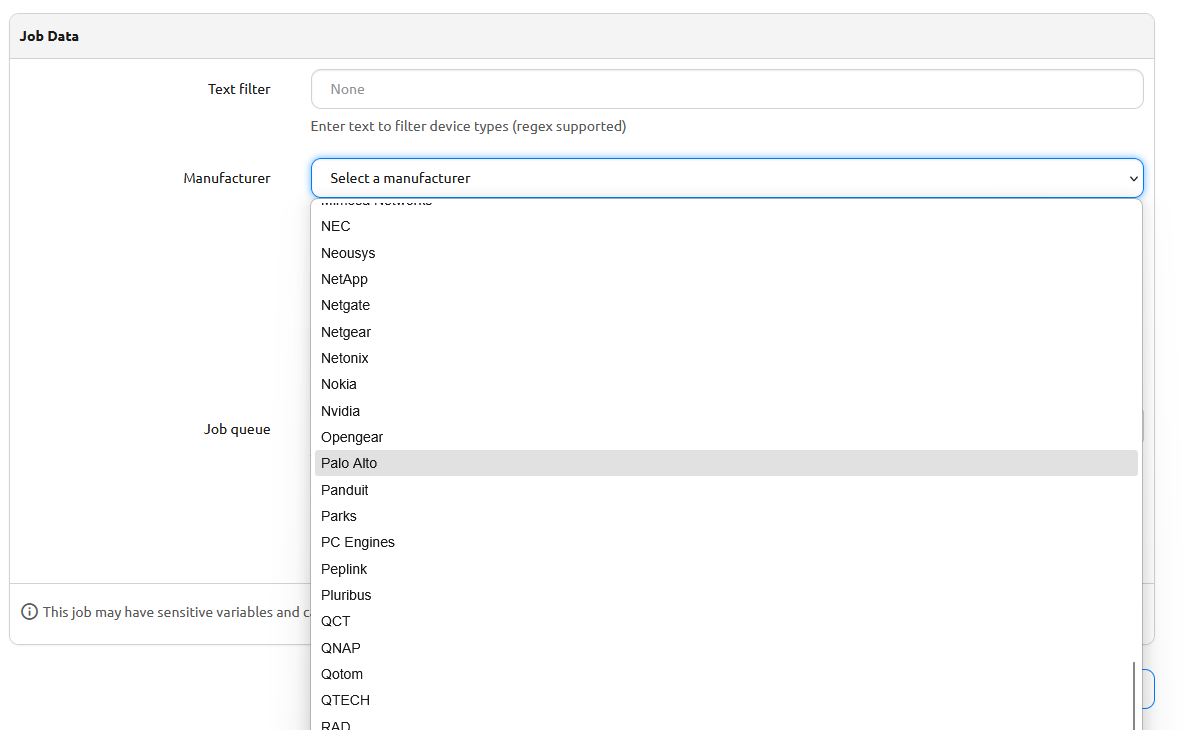 Job Data
Text filter
None
Enter text to filter device types (regex supported)
Manufacturer
Select a manufacturer
Mimosa Networks
NEC
Neousys
NetApp
Netgate
Netgear
Netonix
Nokia
Nvidia
Opengear
Job queue
Palo Alto
Panduit
Parks
PC Engines
Peplink
Pluribus
This job may have sensitive variables and
QCT
QNAP
Qotom
QTECH
RAD